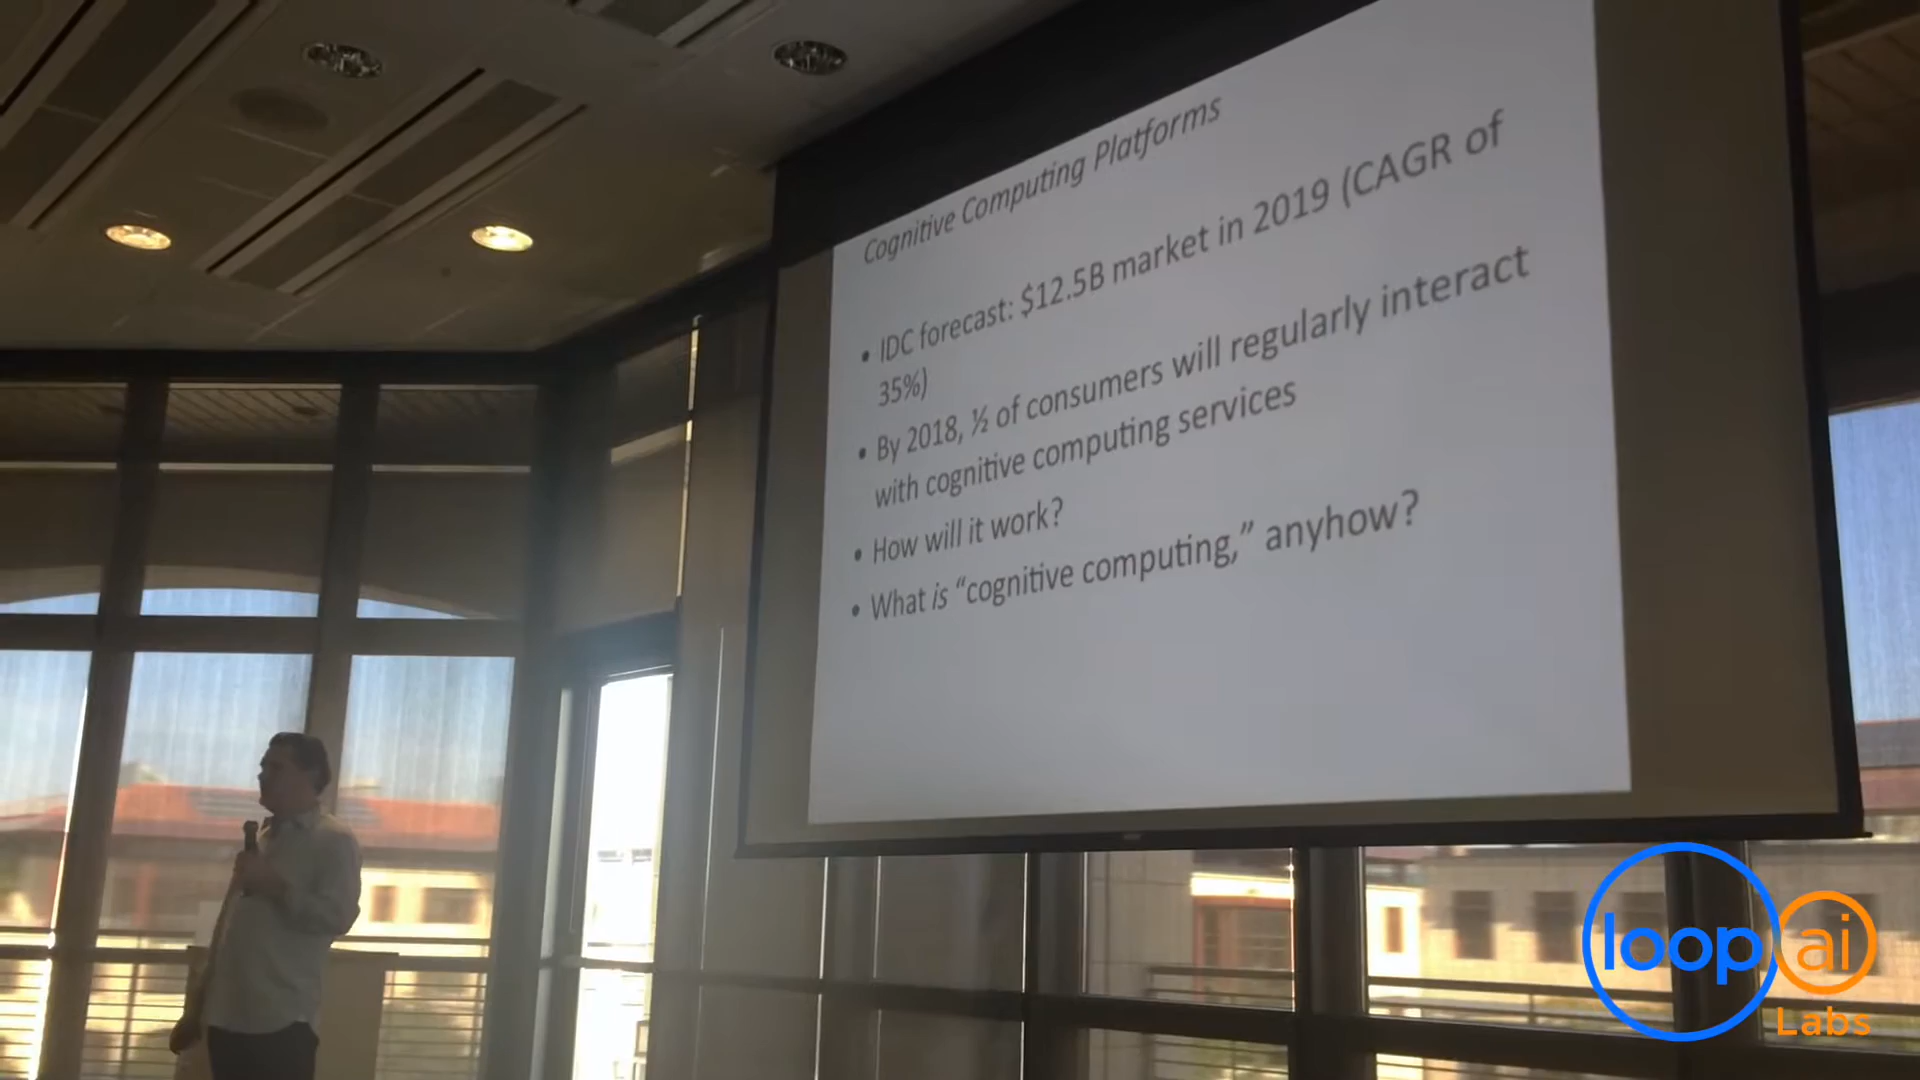 Cognitive Computing Platforms
• IDC forecast: $12.5B market in 2019 (CAGR of
35%)
• By 2018, ½ of consumers will regularly interact
with cognitive computing services
• How will it work?
• What is “cognitive computing,” anyhow?
loop ai
Labs